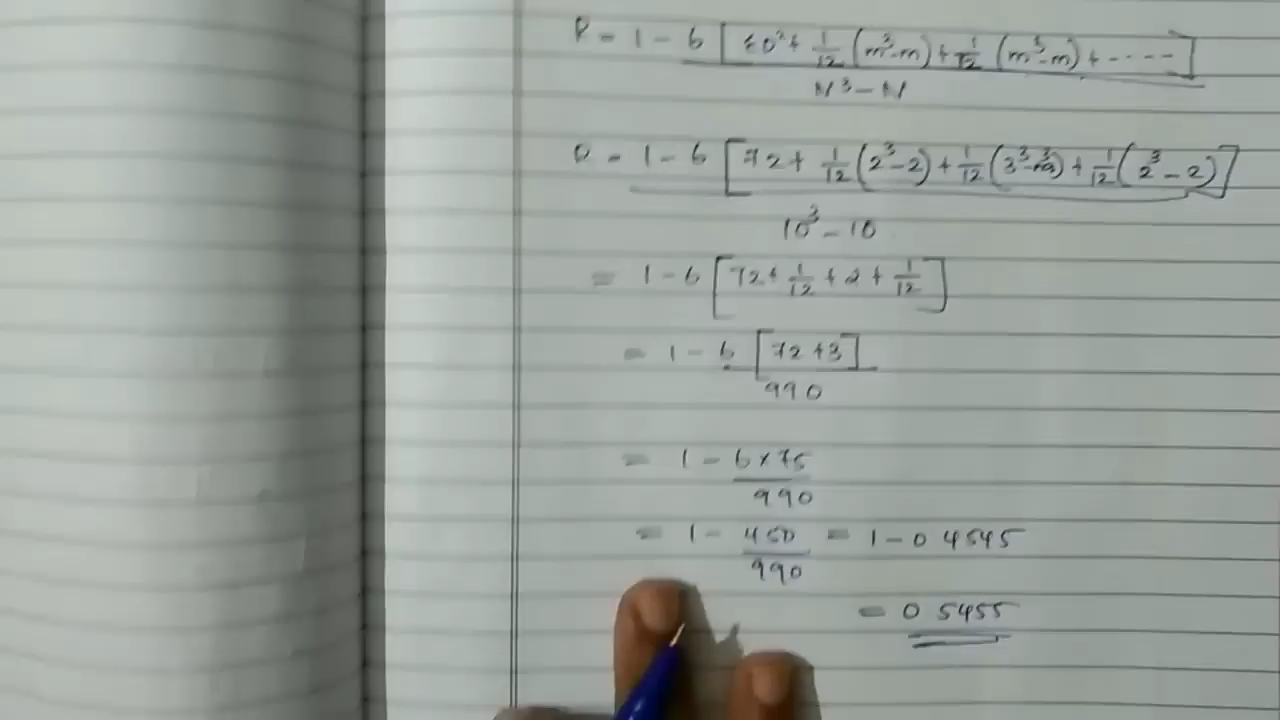 R = 1 - 6 [ΣD² + 1/12 (m³-m) + 1/12 (m³-m) + ----]
N³ - N
R = 1 - 6 [72 + 1/12 (2³-2) + 1/12 (3³-3) + 1/12 (2³-2)]
10³ - 10
= 1 - 6 [72 + 1/12 + 2 + 1/12]
= 1 - 6 [72 + 3]
990
= 1 - 6 x 75
990
= 1 - 450 = 1 - 0 4545
990
= 0 5455